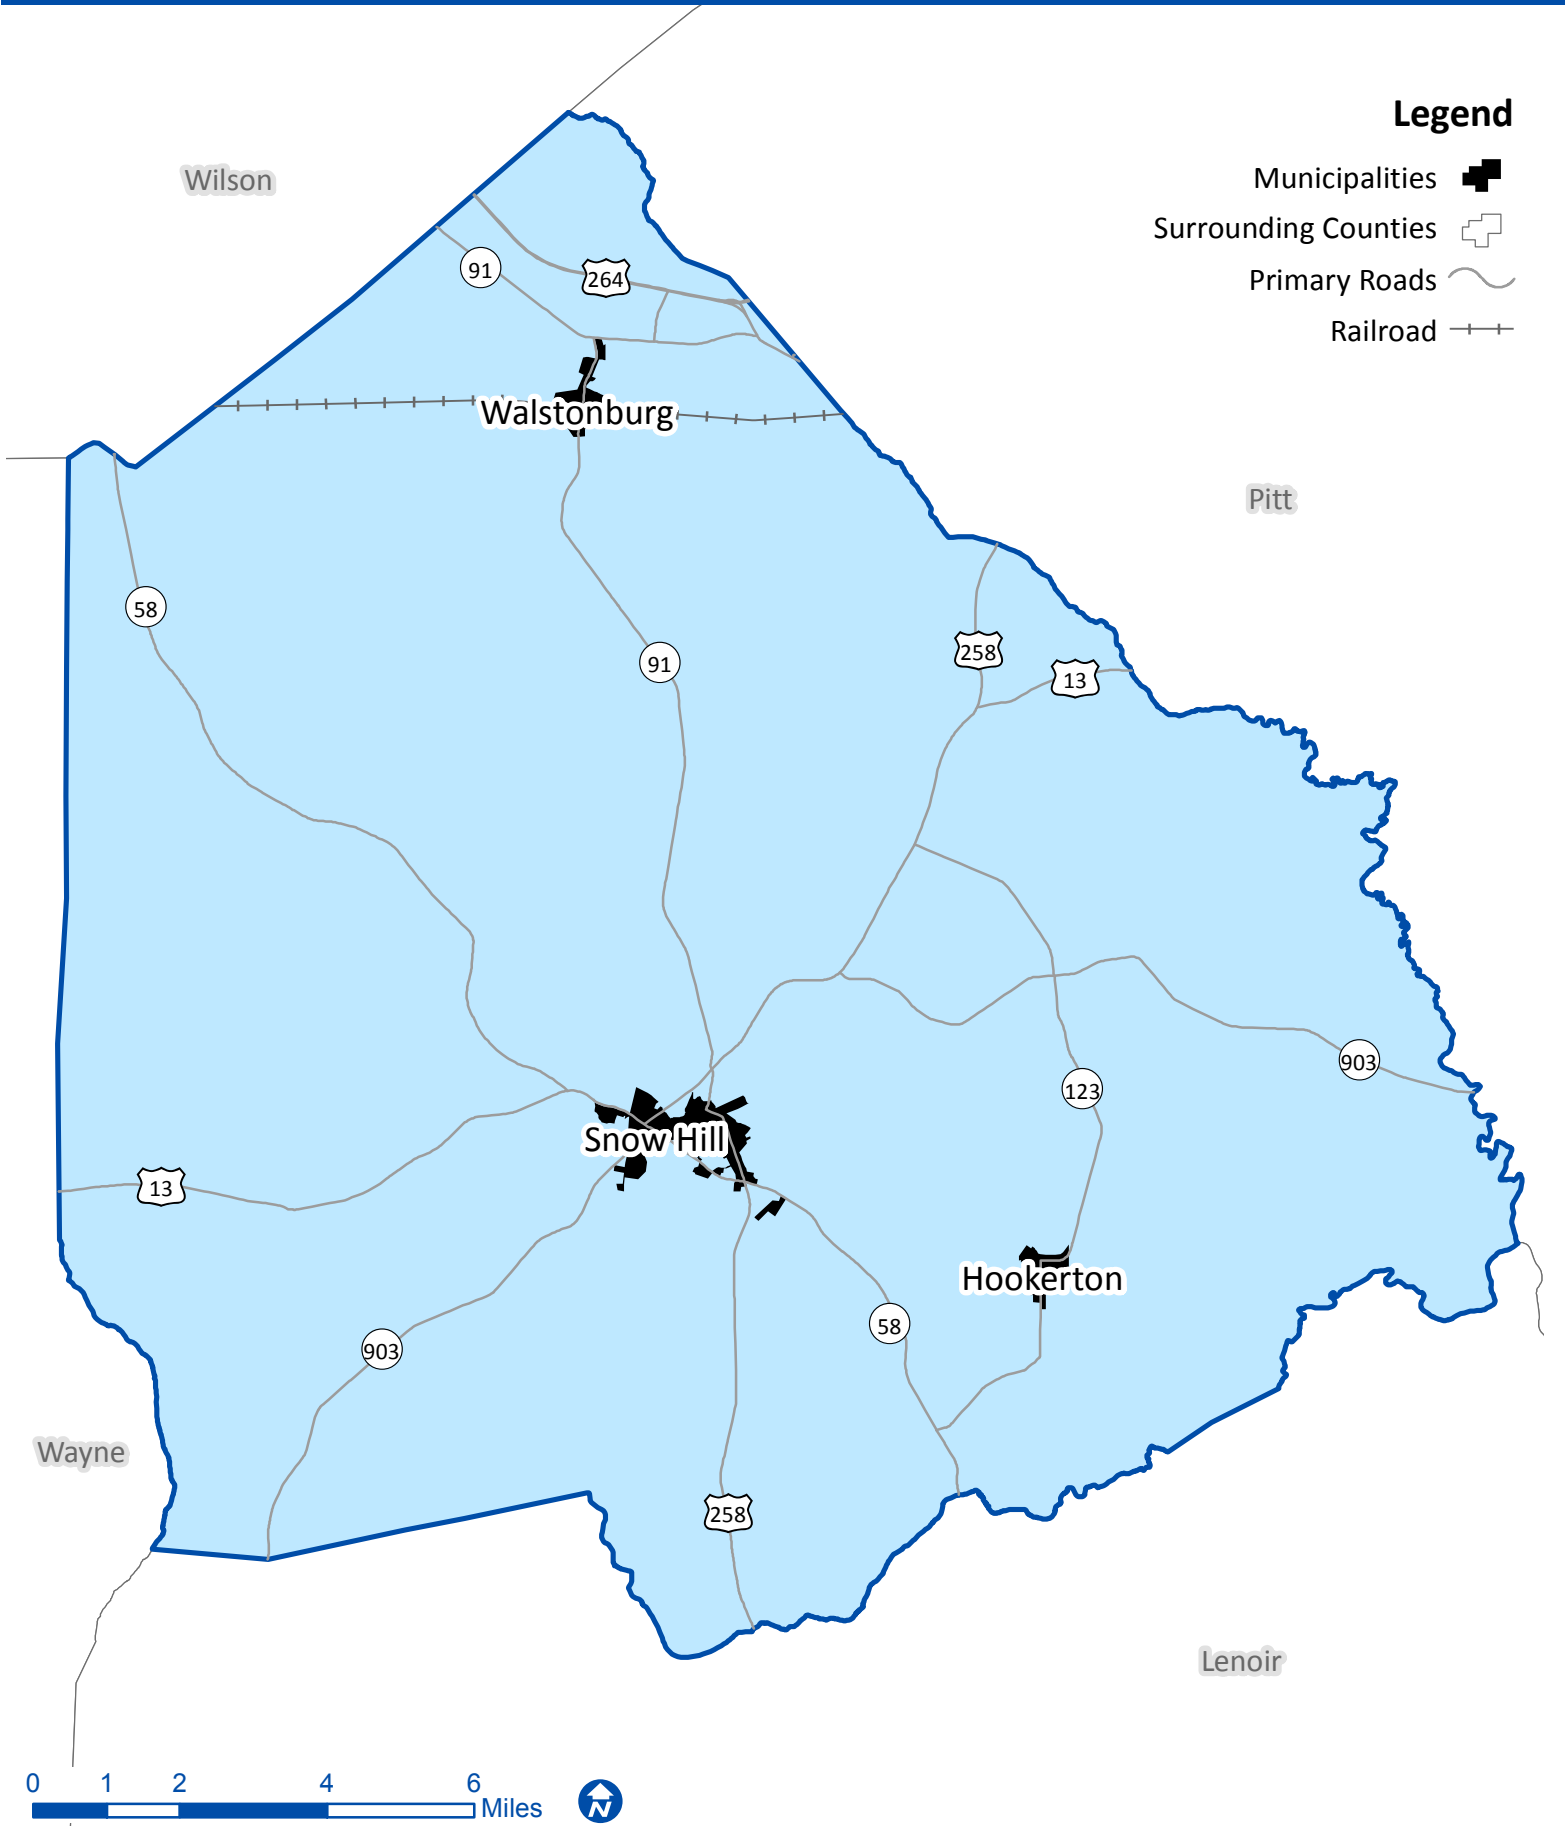 Legend
Municipalities
Surrounding Counties
Primary Roads
Railroad
Wilson
91
264
Walstonburg
Pitt
58
91
258
13
903
123
Snow Hill
13
Hookerton
58
903
Wayne
258
Lenoir
0 1 2 4 6
Miles
N